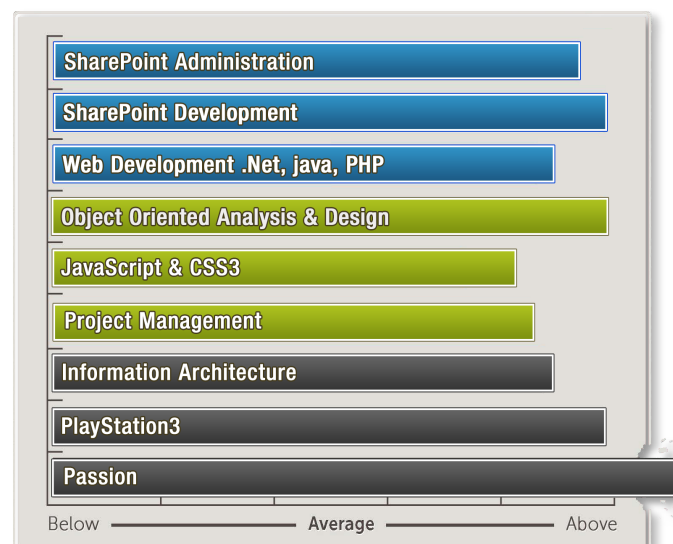 SharePoint Administration
SharePoint Development
Web Development .Net, java, PHP
Object Oriented Analysis & Design
JavaScript & CSS3
Project Management
Information Architecture
PlayStation3
Passion
Below Average Above